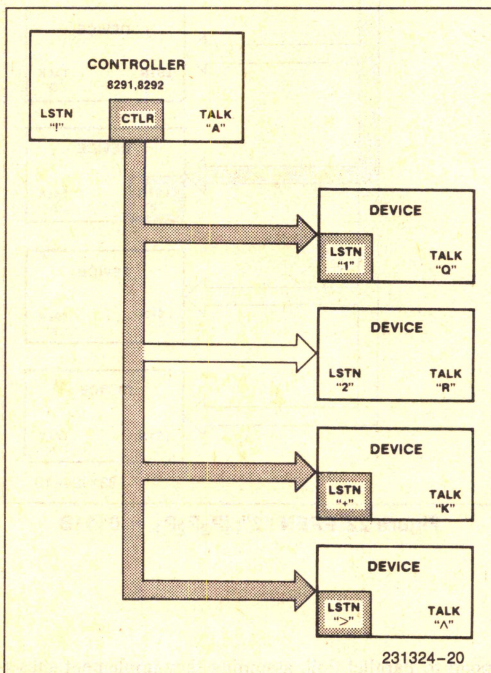 CONTROLLER
8291,8292
LSTN
"!"
CTLR
TALK
"A"
DEVICE
LSTN
"1"
TALK
"Q"
DEVICE
LSTN
"2"
TALK
"R"
DEVICE
LSTN
"+"
TALK
"K"
DEVICE
LSTN
">"
TALK
"^"
231324–20